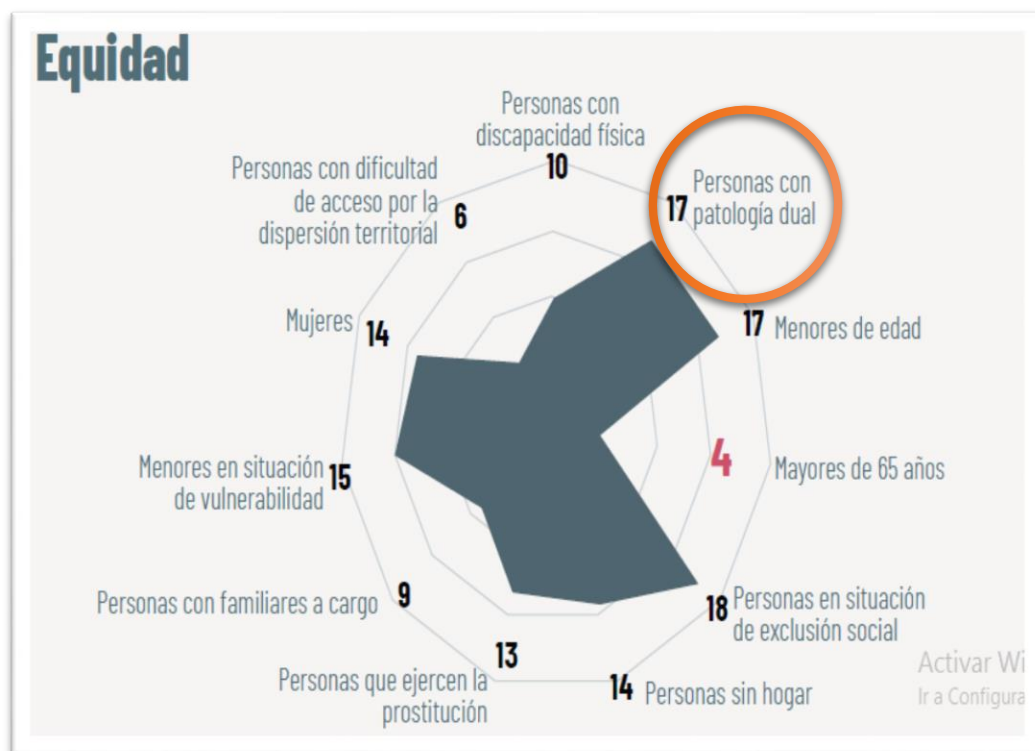 Equidad
Personas con
discapacidad física
10
Personas con
patología dual
17
Menores de edad
17
Mayores de 65 años
4
Personas en situación
de exclusión social
18
Personas sin hogar
14
Personas que ejercen la
prostitución
13
Personas con familiares a cargo
9
Menores en situación
de vulnerabilidad
15
Mujeres
14
Personas con dificultad
de acceso por la
dispersión territorial
6
Activar Wi
Ir a Configura